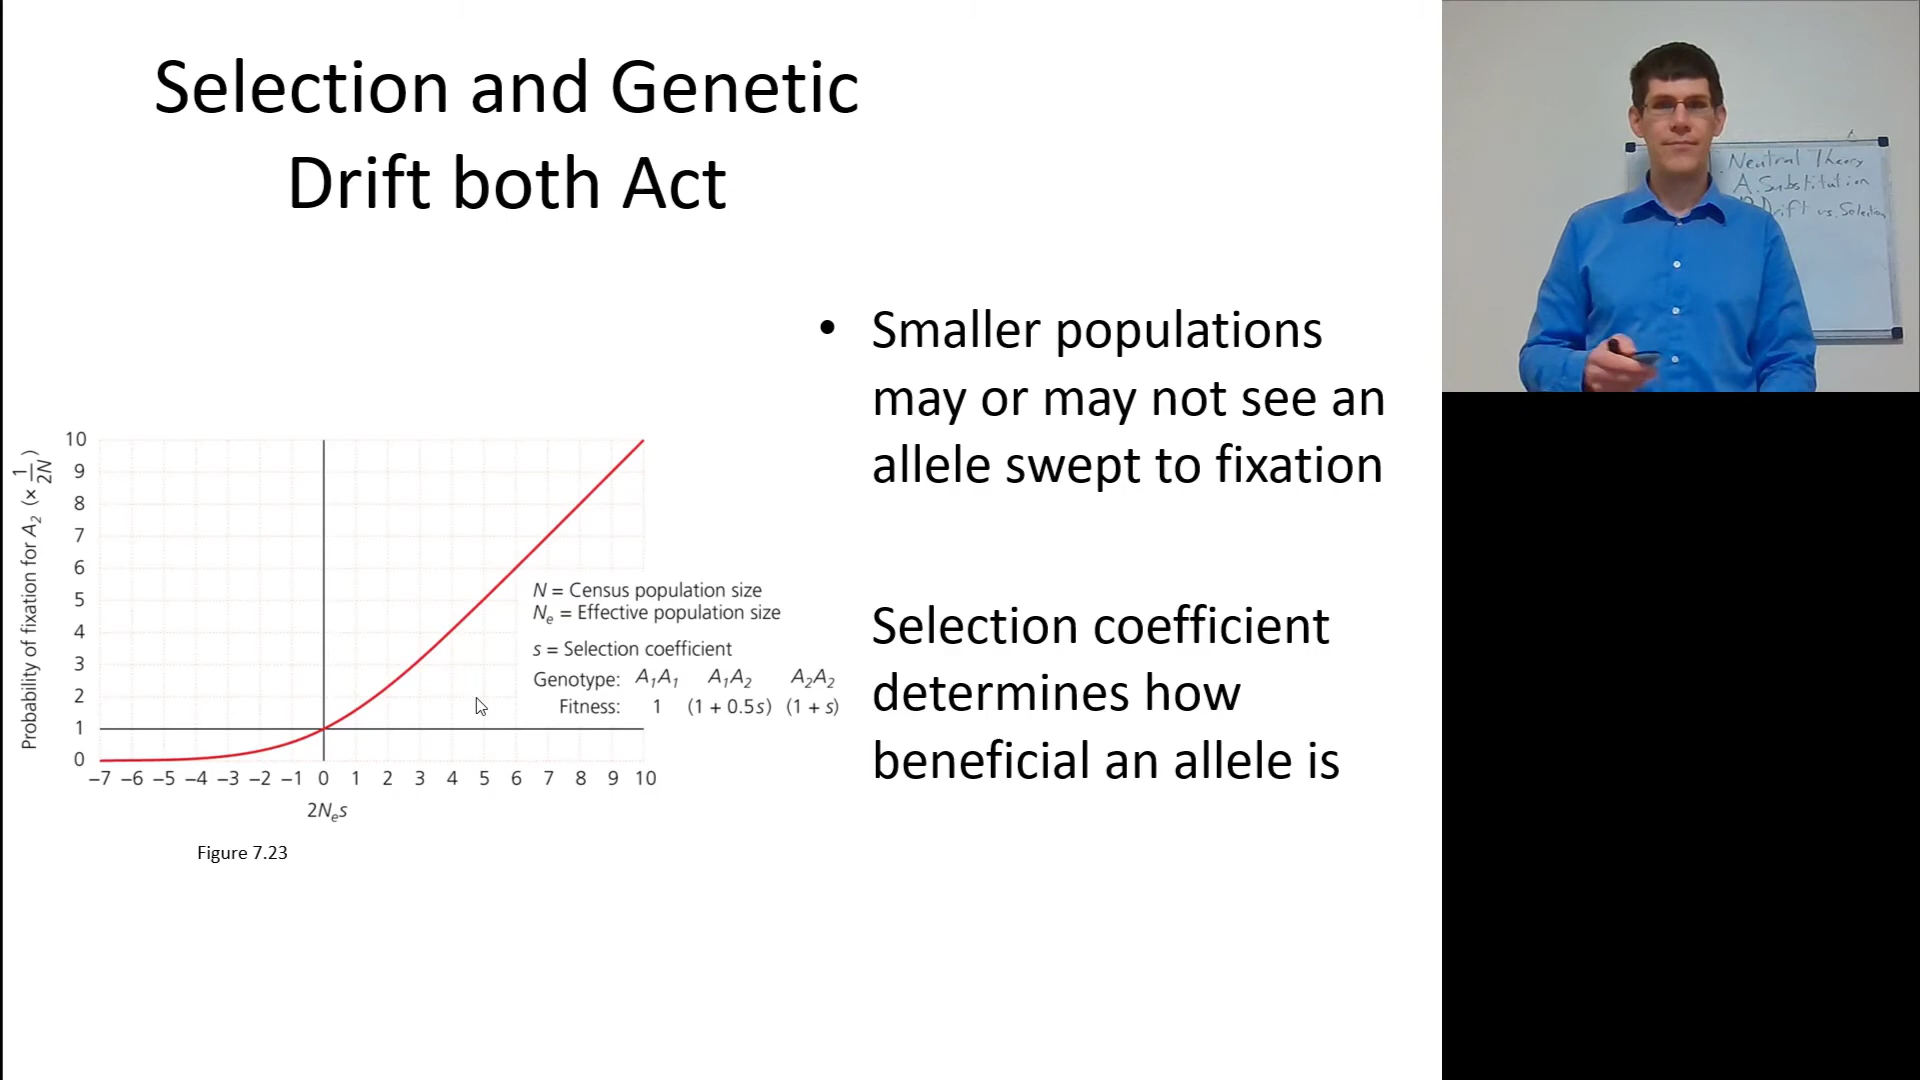 Selection and Genetic
Drift both Act
• Smaller populations
may or may not see an
allele swept to fixation
Selection coefficient
determines how
beneficial an allele is
Probability of fixation for A₂ (× 1/2N)
10
9
8
7
6
5
4
3
2
1
0
−7 −6 −5 −4 −3 −2 −1 0 1 2 3 4 5 6 7 8 9 10
2Nₑs
N = Census population size
Nₑ = Effective population size
s = Selection coefficient
Genotype: A₁A₁ A₁A₂ A₂A₂
Fitness: 1 (1 + 0.5s) (1 + s)
Figure 7.23
Neutral Theory
A. Substitution
Drift vs. Selection